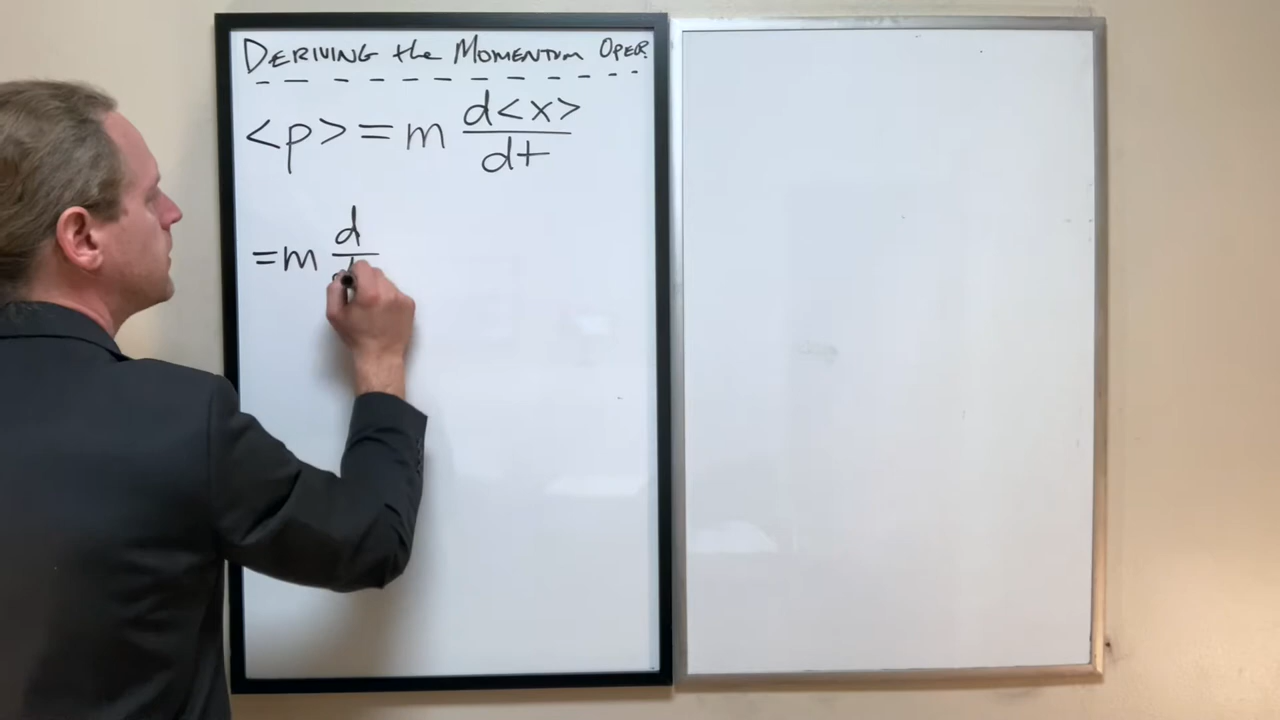 DERIVING the MOMENTUM OPER.
<p> = m d<x>/dt
= m d/d